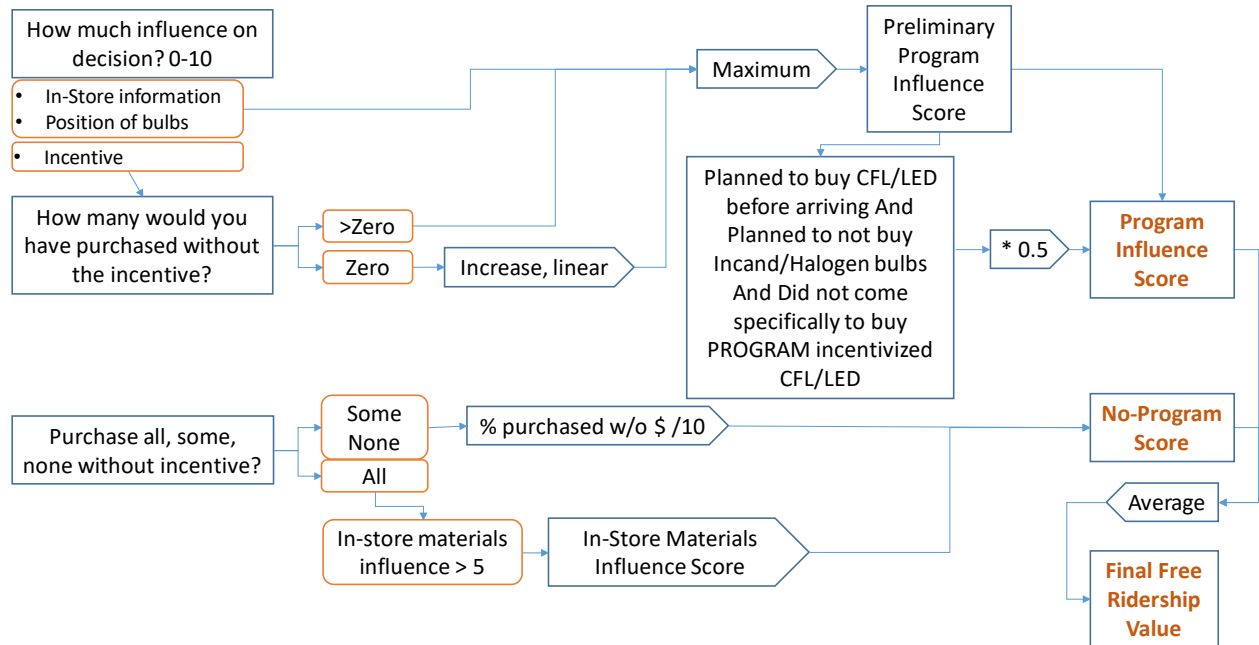 How much influence on
decision? 0-10
• In-Store information
• Position of bulbs
• Incentive
How many would you
have purchased without
the incentive?
>Zero
Zero
Increase, linear
Maximum
Preliminary
Program
Influence
Score
Planned to buy CFL/LED
before arriving And
Planned to not buy
Incand/Halogen bulbs
And Did not come
specifically to buy
PROGRAM incentivized
CFL/LED
* 0.5
Program
Influence
Score
Purchase all, some,
none without incentive?
Some
None
All
% purchased w/o $ /10
In-store materials
influence > 5
In-Store Materials
Influence Score
No-Program
Score
Average
Final Free
Ridership
Value